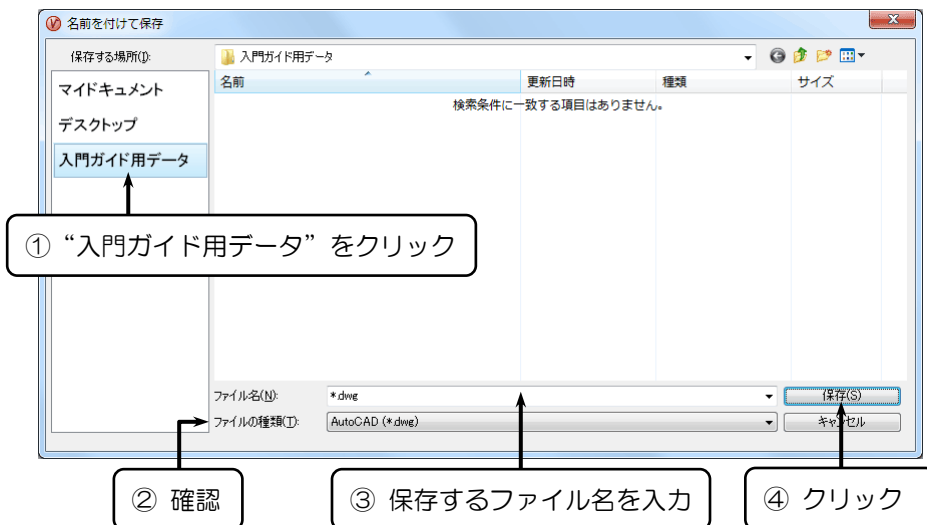 名前を付けて保存
保存する場所(I):
入門ガイド用データ
マイドキュメント
デスクトップ
入門ガイド用データ
名前 更新日時 種類 サイズ
検索条件に一致する項目はありません。
① “入門ガイド用データ” をクリック
ファイル名(N): *.dwg 保存(S)
ファイルの種類(T): AutoCAD (*.dwg) キャンセル
② 確認
③ 保存するファイル名を入力
④ クリック